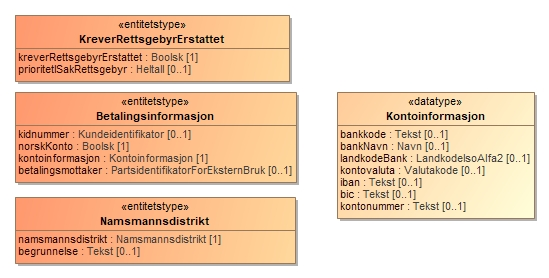 «entitetstype»
KreverRettsgebyrErstattet
kreverRettsgebyrErstattet : Boolsk [1]
prioritetISakRettsgebyr : Heltall [0..1]
«entitetstype»
Betalingsinformasjon
kidnummer : Kundeidentifikator [0..1]
norskKonto : Boolsk [1]
kontoinformasjon : Kontoinformasjon [1]
betalingsmottaker : PartsidentifikatorForEksternBruk [0..1]
«datatype»
Kontoinformasjon
bankkode : Tekst [0..1]
bankNavn : Navn [0..1]
landkodeBank : LandkodeIsoAlfa2 [0..1]
kontovaluta : Valutakode [0..1]
iban : Tekst [0..1]
bic : Tekst [0..1]
kontonummer : Tekst [0..1]
«entitetstype»
Namsmannsdistrikt
namsmannsdistrikt : Namsmannsdistrikt [1]
begrunnelse : Tekst [0..1]